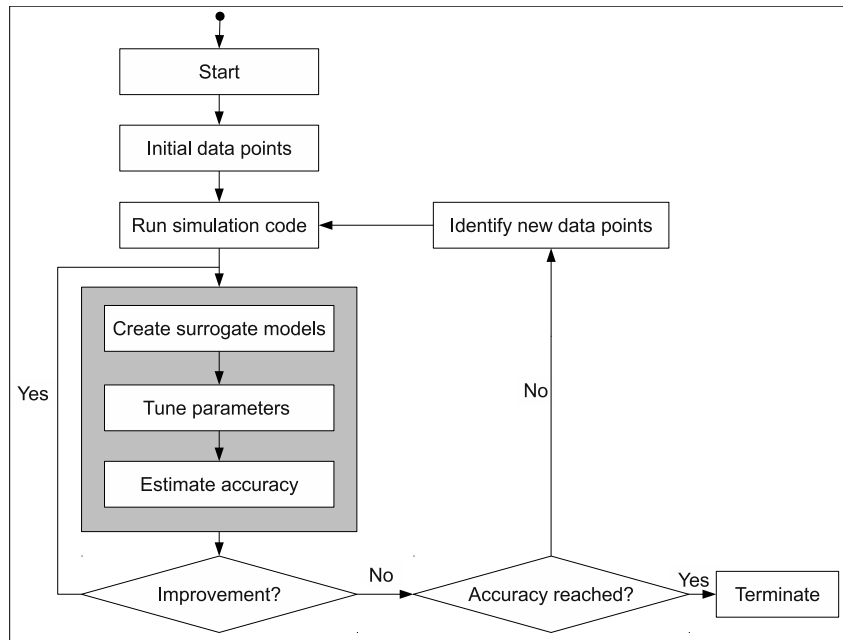 Start
Initial data points
Run simulation code
Identify new data points
Create surrogate models
Yes
Tune parameters
No
Estimate accuracy
Improvement?
No
Accuracy reached?
Yes
Terminate